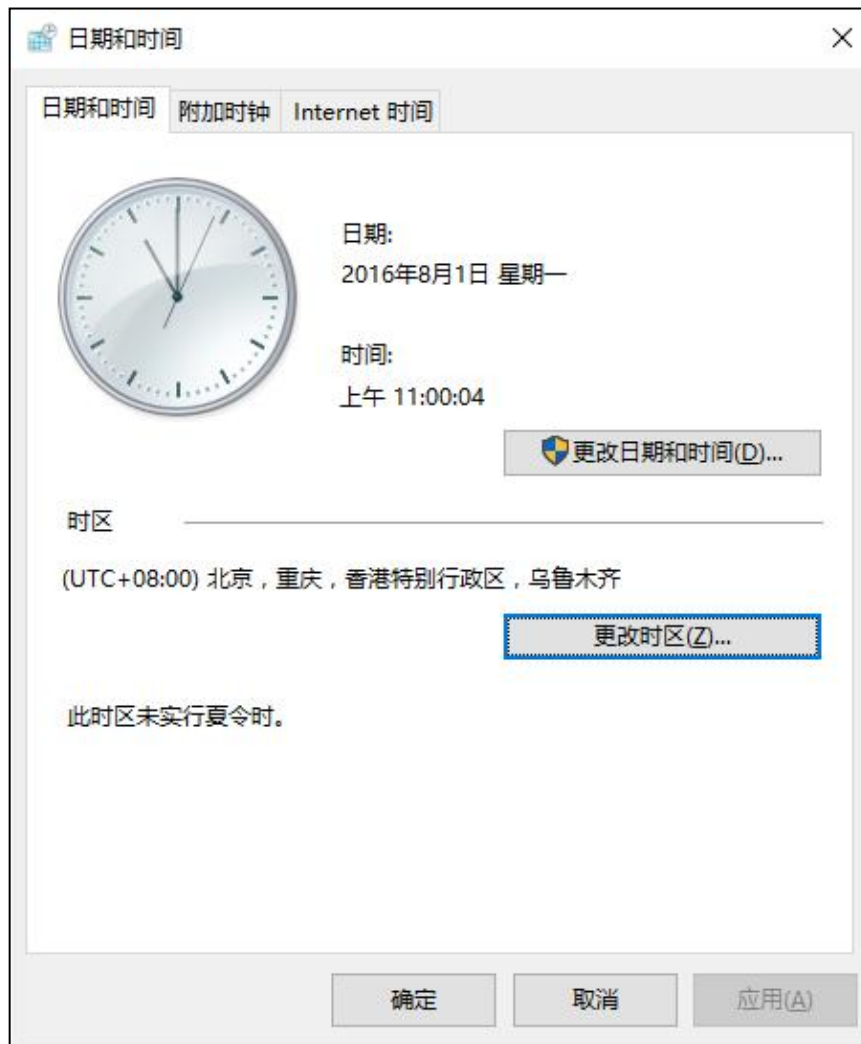 日期和时间
日期和时间 附加时钟 Internet 时间
日期:
2016年8月1日 星期一
时间:
上午 11:00:04
更改日期和时间(D)...
时区
(UTC+08:00) 北京，重庆，香港特别行政区，乌鲁木齐
更改时区(Z)...
此时区未实行夏令时。
确定 取消 应用(A)